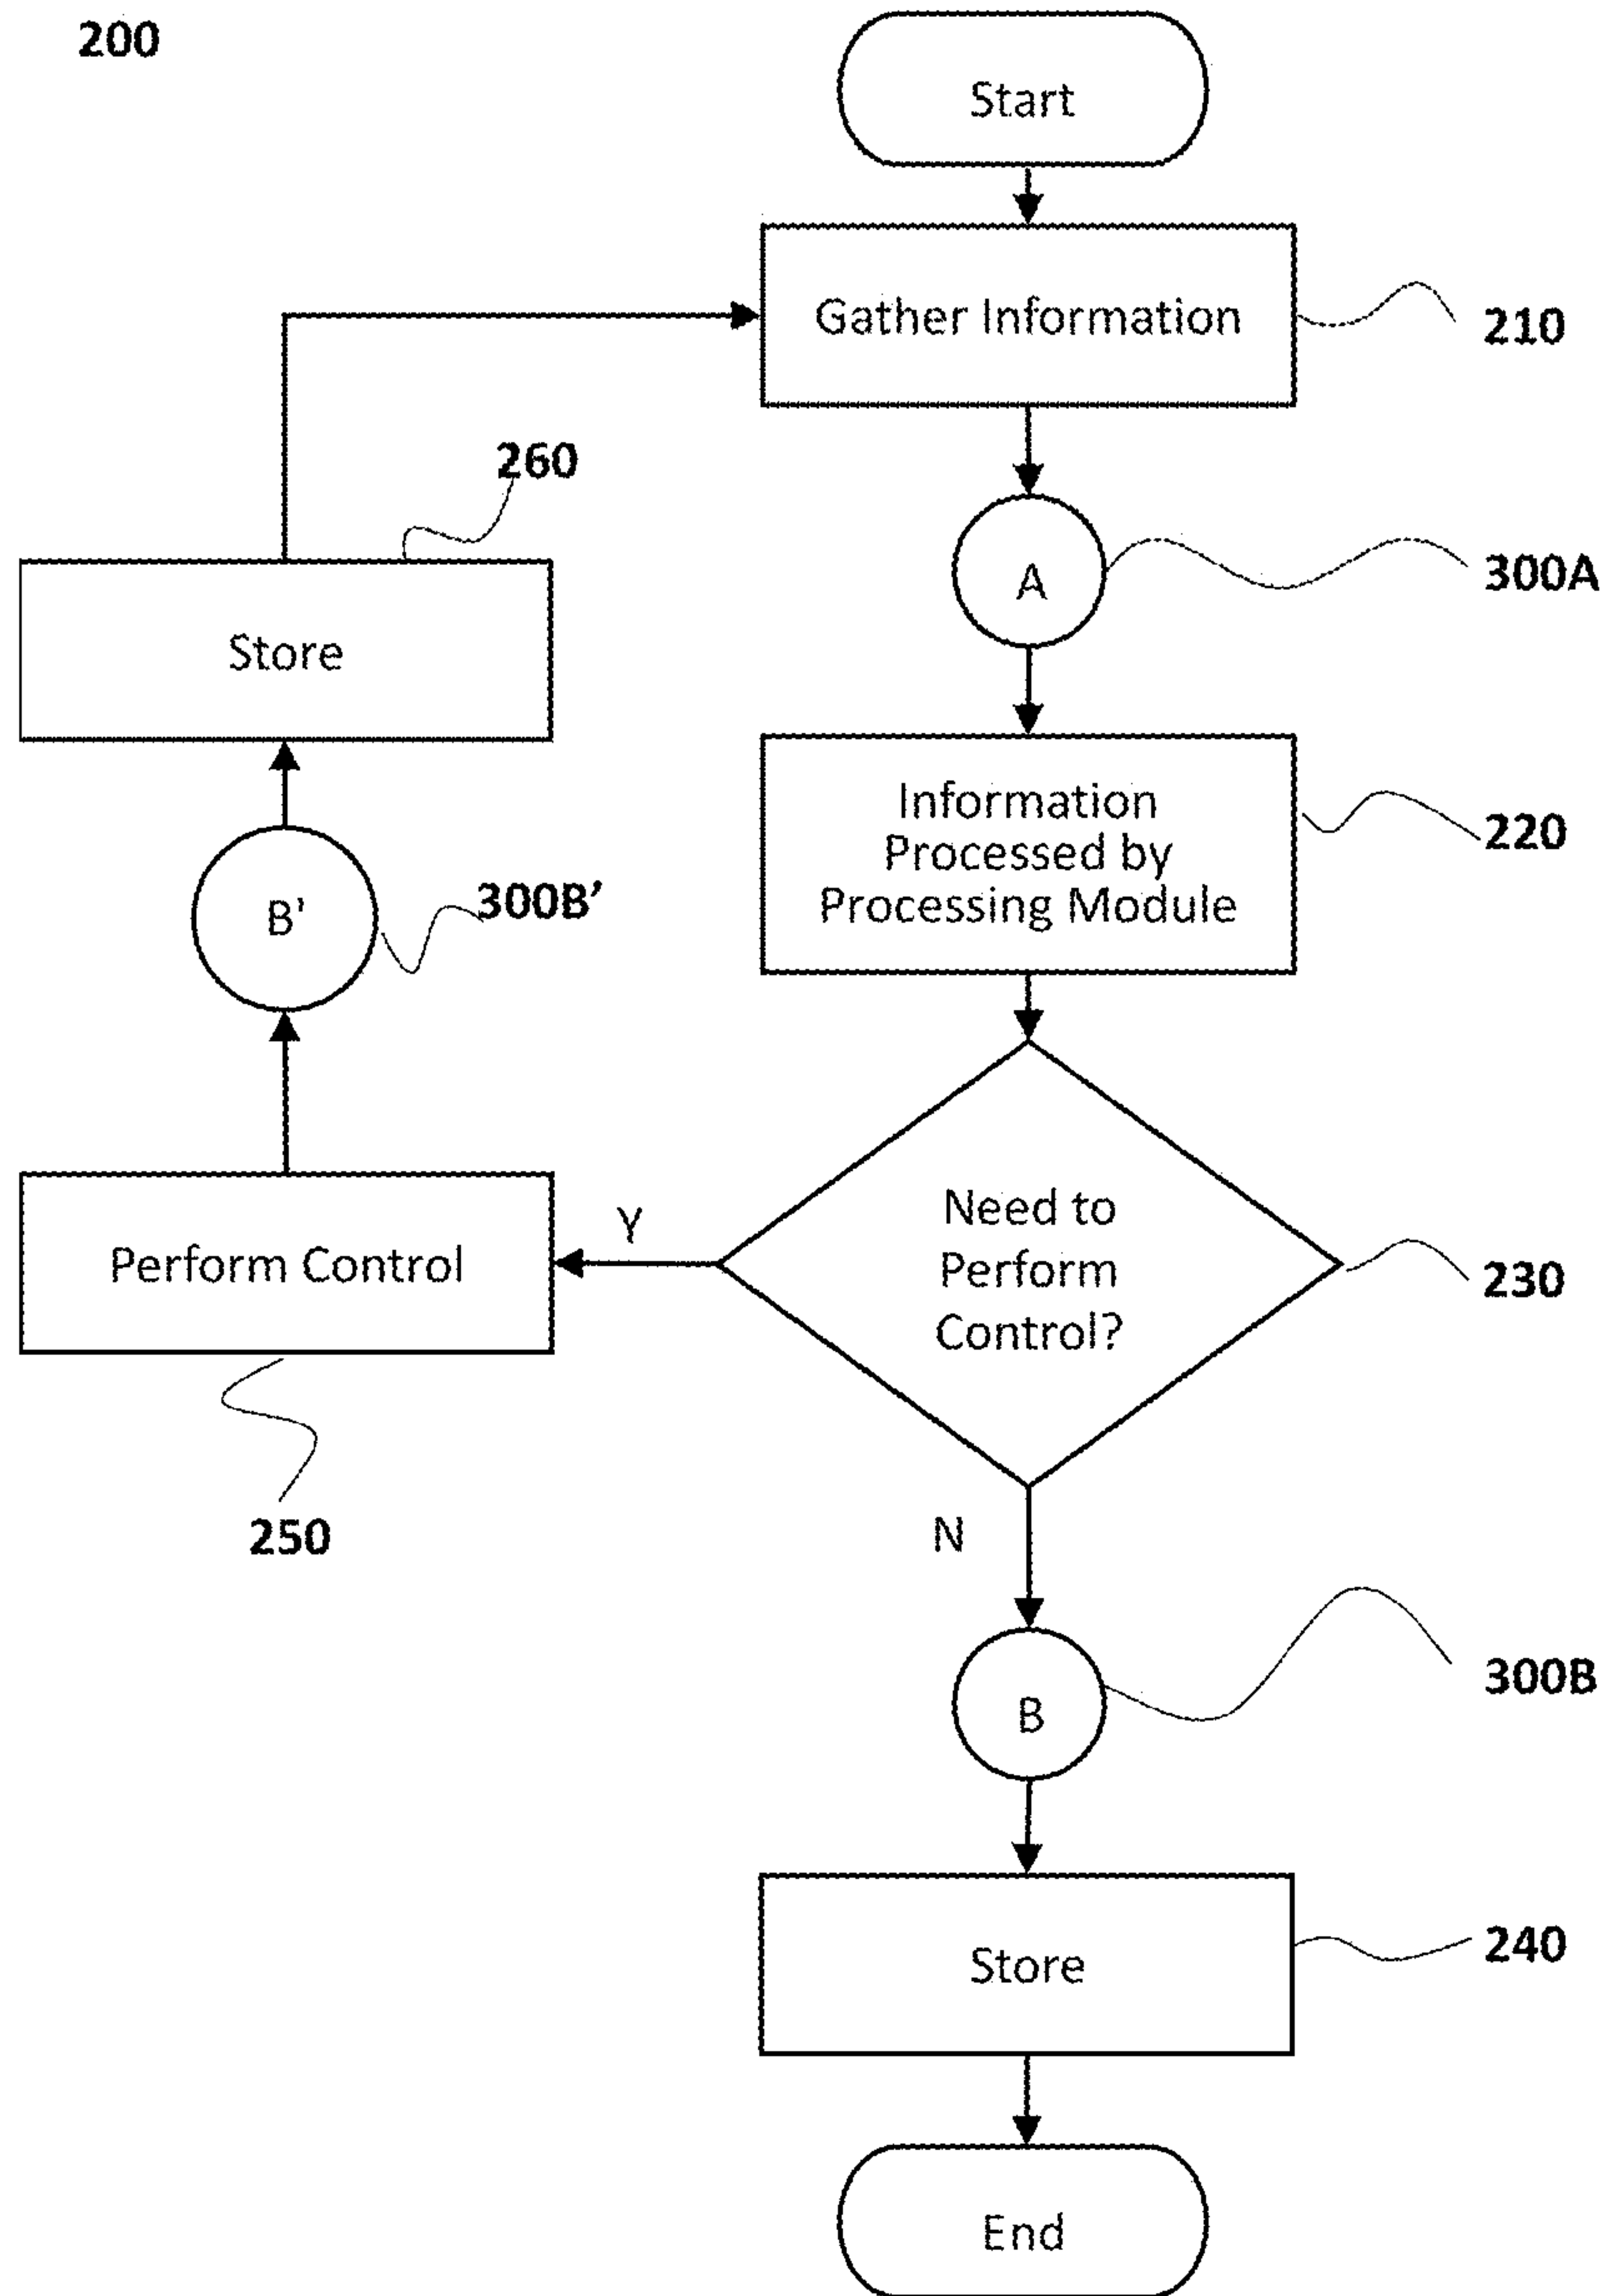 200
Start
Gather Information
210
260
300A
A
Store
Information
Processed by
Processing Module
220
300B’
B'
Need to
Perform
Control?
Y
Perform Control
230
250
N
300B
B
Store
240
End